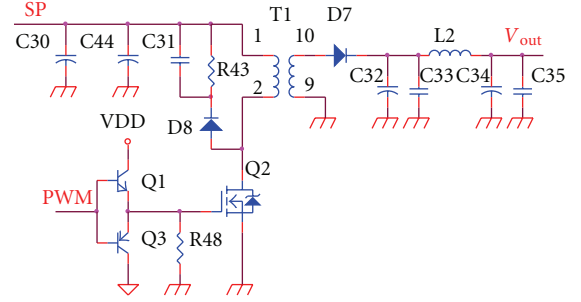 SP
T1
D7
C30
C44
C31
R43
1
10
2
9
L2
Vout
C32
C33
C34
C35
D8
VDD
Q1
Q2
PWM
Q3
R48